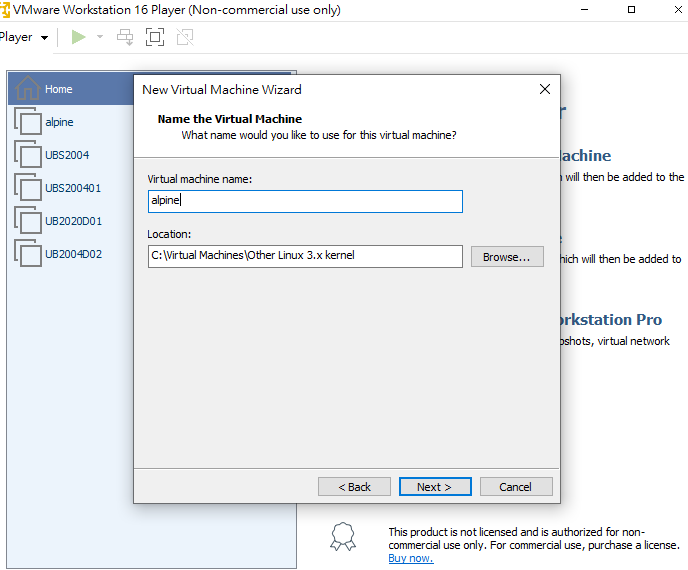 VMware Workstation 16 Player (Non-commercial use only)
Player
Home
alpine
UBS2004
UBS200401
UB2020D01
UB2004D02
New Virtual Machine Wizard
Name the Virtual Machine
What name would you like to use for this virtual machine?
Virtual machine name:
alpine
Location:
C:\Virtual Machines\Other Linux 3.x kernel
Browse...
< Back
Next >
Cancel
achine
will then be added to the
hich will then be added to
orkstation Pro
pshots, virtual network
This product is not licensed and is authorized for non-
commercial use only. For commercial use, purchase a license.
Buy now.